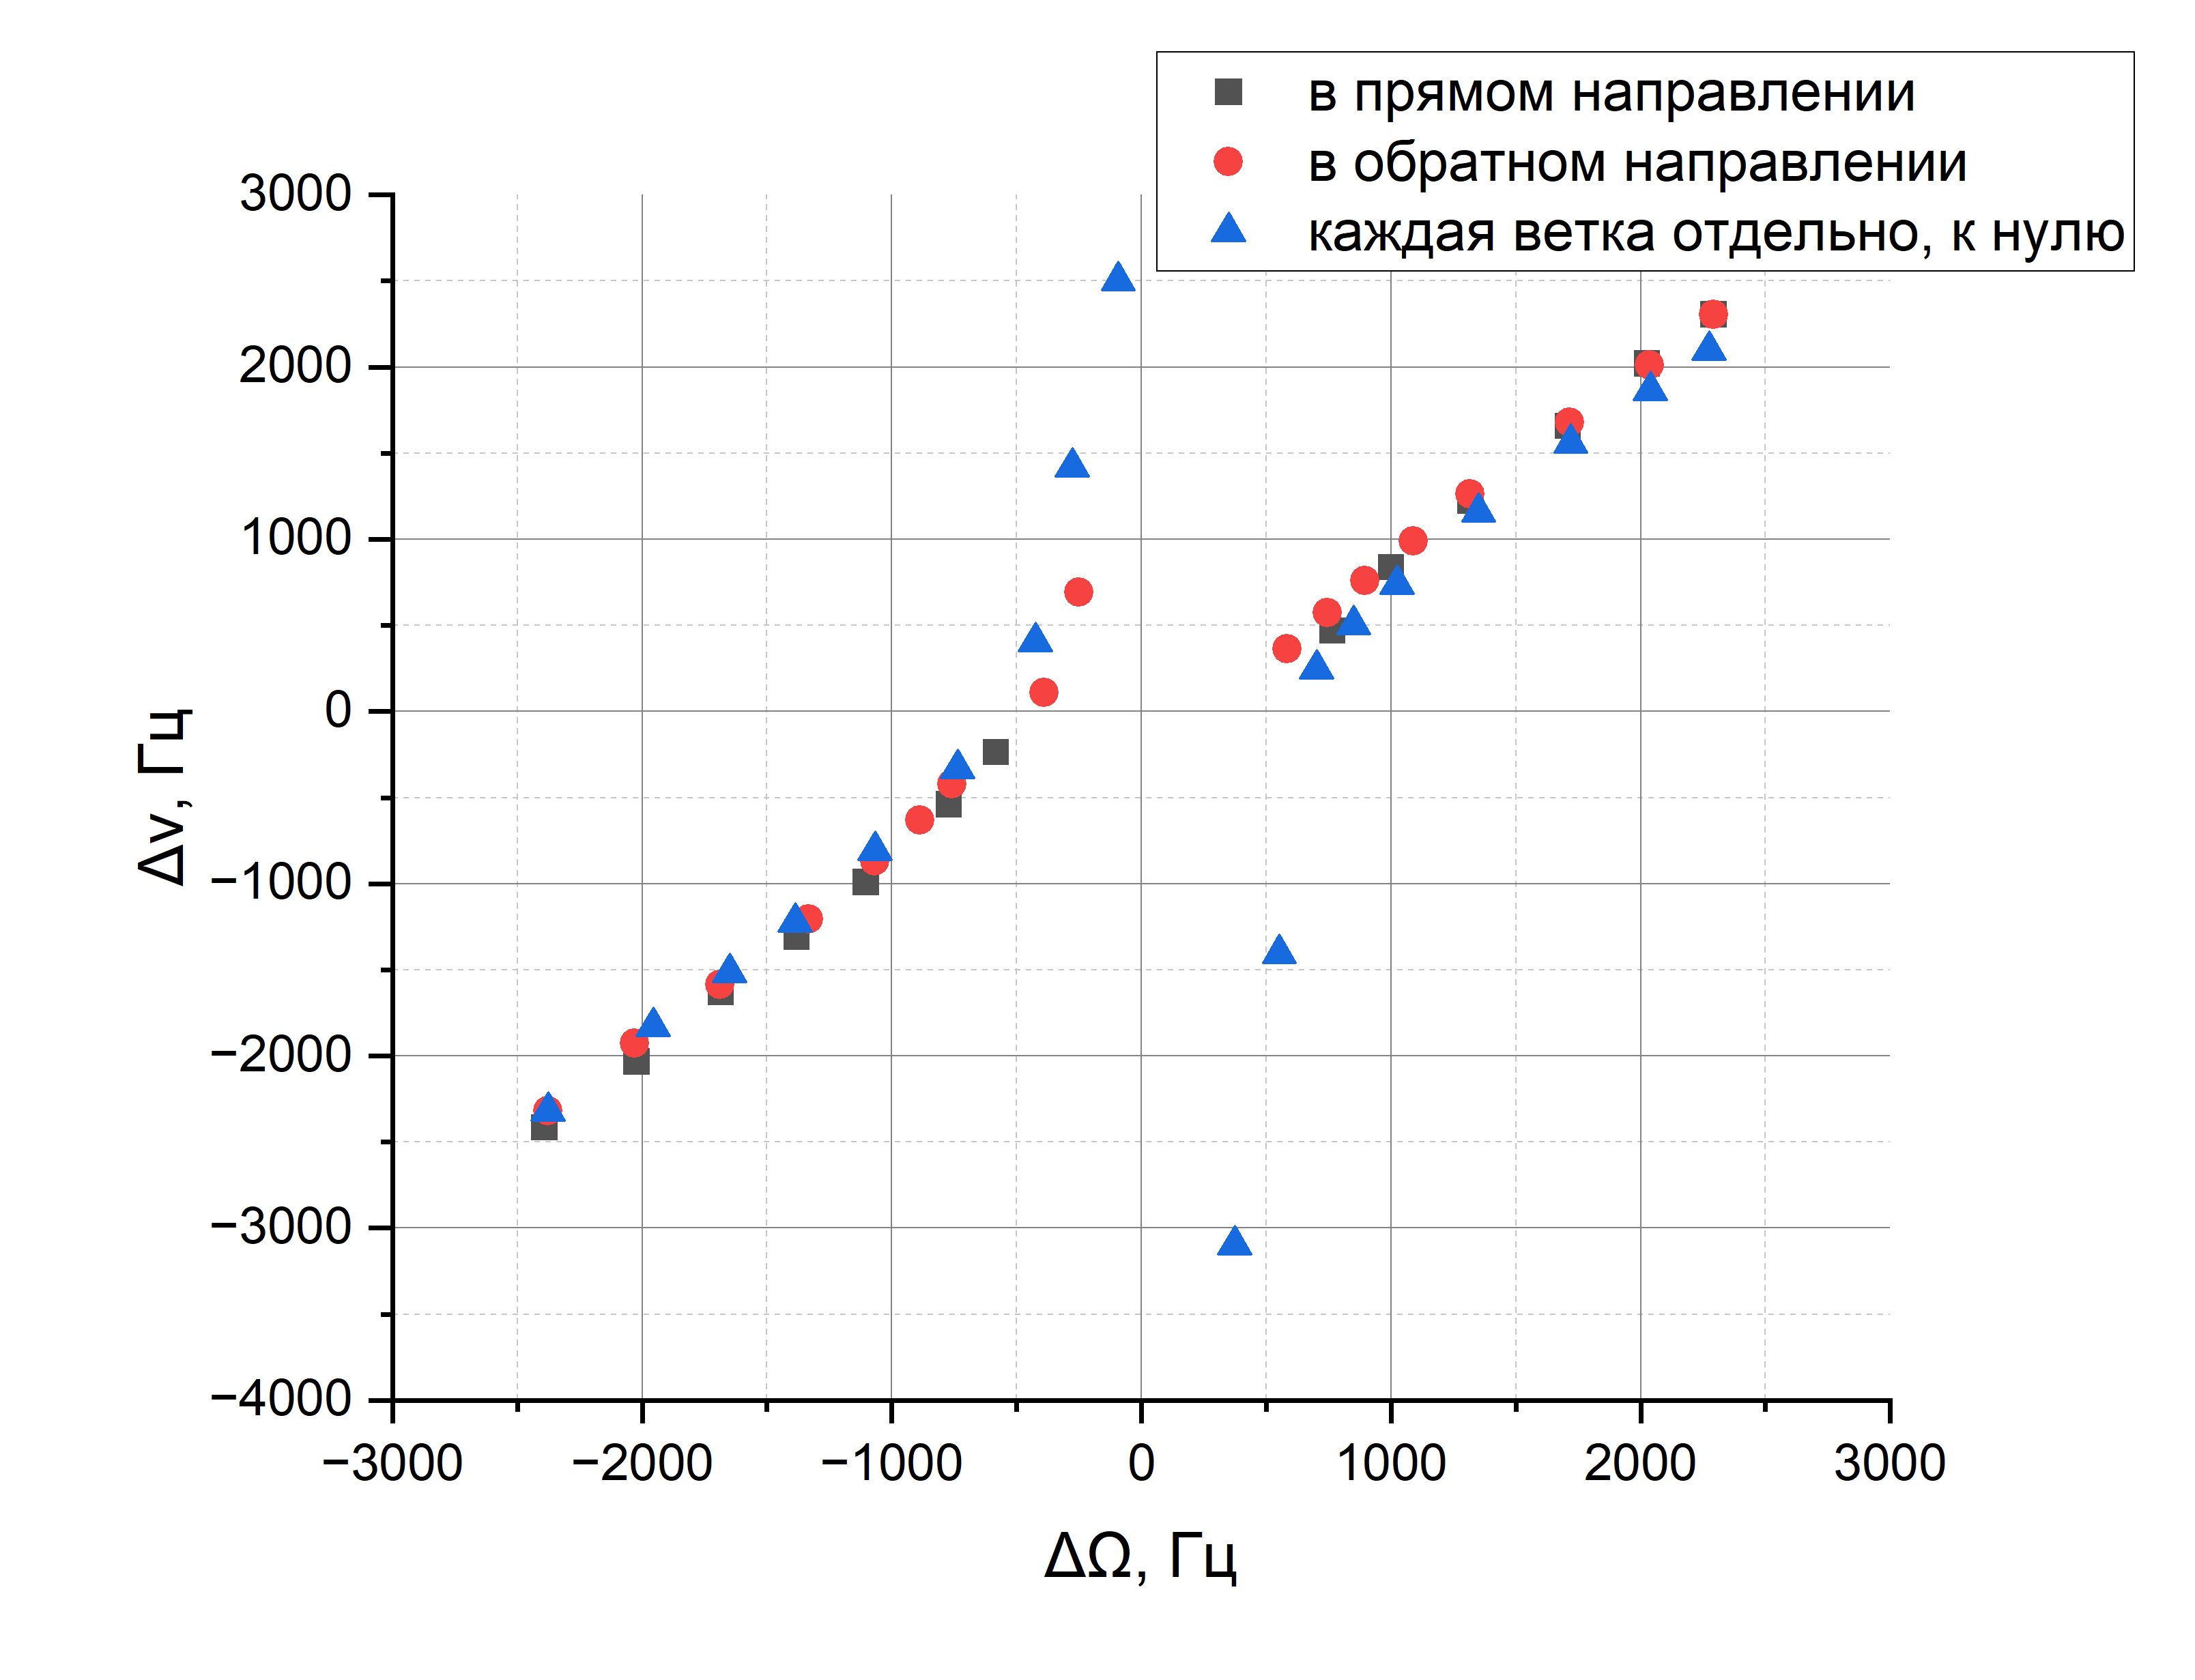 в прямом направлении
в обратном направлении
каждая ветка отдельно, к нулю
3000
2000
1000
0
−1000
−2000
−3000
−4000
Δν, Гц
−3000 −2000 −1000 0 1000 2000 3000
ΔΩ, Гц